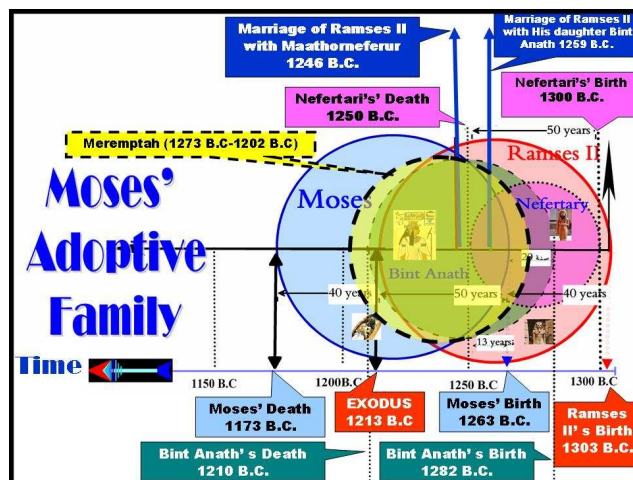 Marriage of Ramses II
with Maathorneferur
1246 B.C.
Marriage of Ramses II
with His daughter Bint
Anath 1259 B.C.
Nefertari's' Death
1250 B.C.
Nefertari's' Birth
1300 B.C.
50 years
Meremptah (1273 B.C-1202 B.C)
Moses'
Adoptive
Family
Moses
Ramses II
Nefertary
Bint Anath
29 سنة
40 years
50 years
40 years
13 years
Time
1150 B.C
1200B.C
1250 B.C
1300 B.C
Moses' Death
1173 B.C.
EXODUS
1213 B.C.
Moses' Birth
1263 B.C.
Ramses
II' s Birth
1303 B.C.
Bint Anath' s Death
1210 B.C.
Bint Anath' s Birth
1282 B.C.